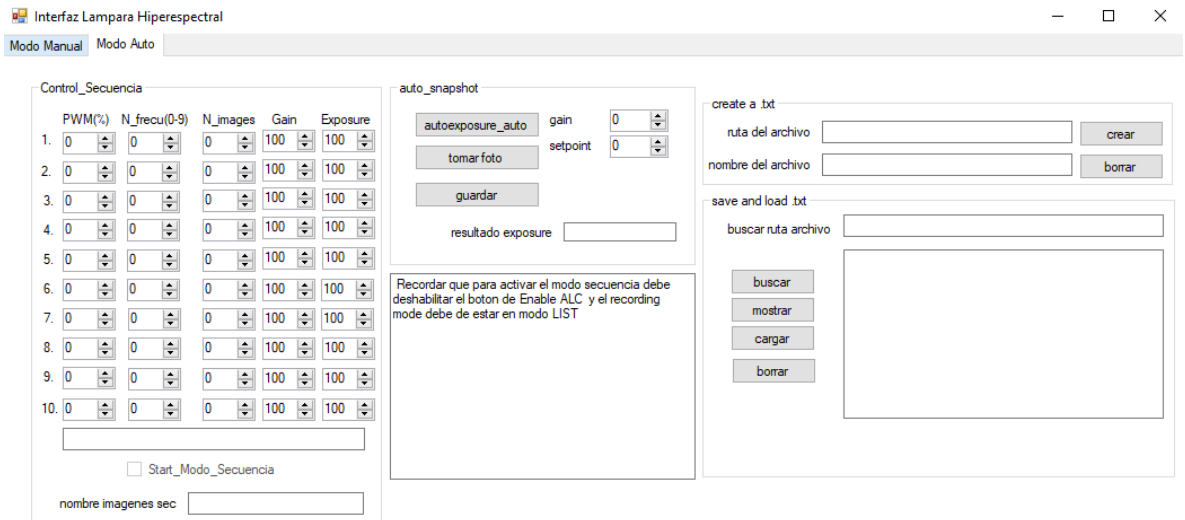 Interfaz Lampara Hiperespectral
Modo Manual Modo Auto
Control_Secuencia
PWM(%) N_frecu(0-9) N_images Gain Exposure
1. 0 0 0 100 100
2. 0 0 0 100 100
3. 0 0 0 100 100
4. 0 0 0 100 100
5. 0 0 0 100 100
6. 0 0 0 100 100
7. 0 0 0 100 100
8. 0 0 0 100 100
9. 0 0 0 100 100
10. 0 0 0 100 100
Start_Modo_Secuencia
nombre imagenes sec
auto_snapshot
autoexposure_auto gain 0
setpoint 0
tomar foto
guardar
resultado exposure
Recordar que para activar el modo secuencia debe
deshabilitar el boton de Enable ALC y el recording
mode debe de estar en modo LIST
create a .txt
ruta del archivo crear
nombre del archivo borrar
save and load .txt
buscar ruta archivo
buscar
mostrar
cargar
borrar